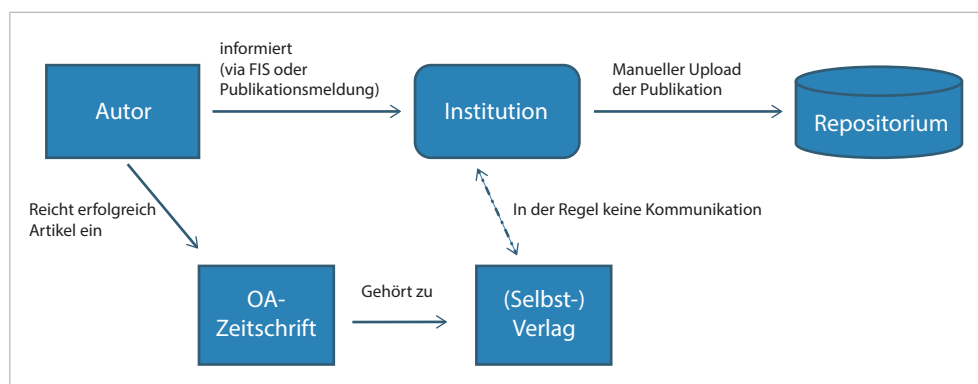 informiert
(via FIS oder
Publikationsmeldung)
Manueller Upload
der Publikation
Autor
Institution
Repositorium
Reicht erfolgreich
Artikel ein
In der Regel keine Kommunikation
OA-
Zeitschrift
Gehört zu
(Selbst-)
Verlag